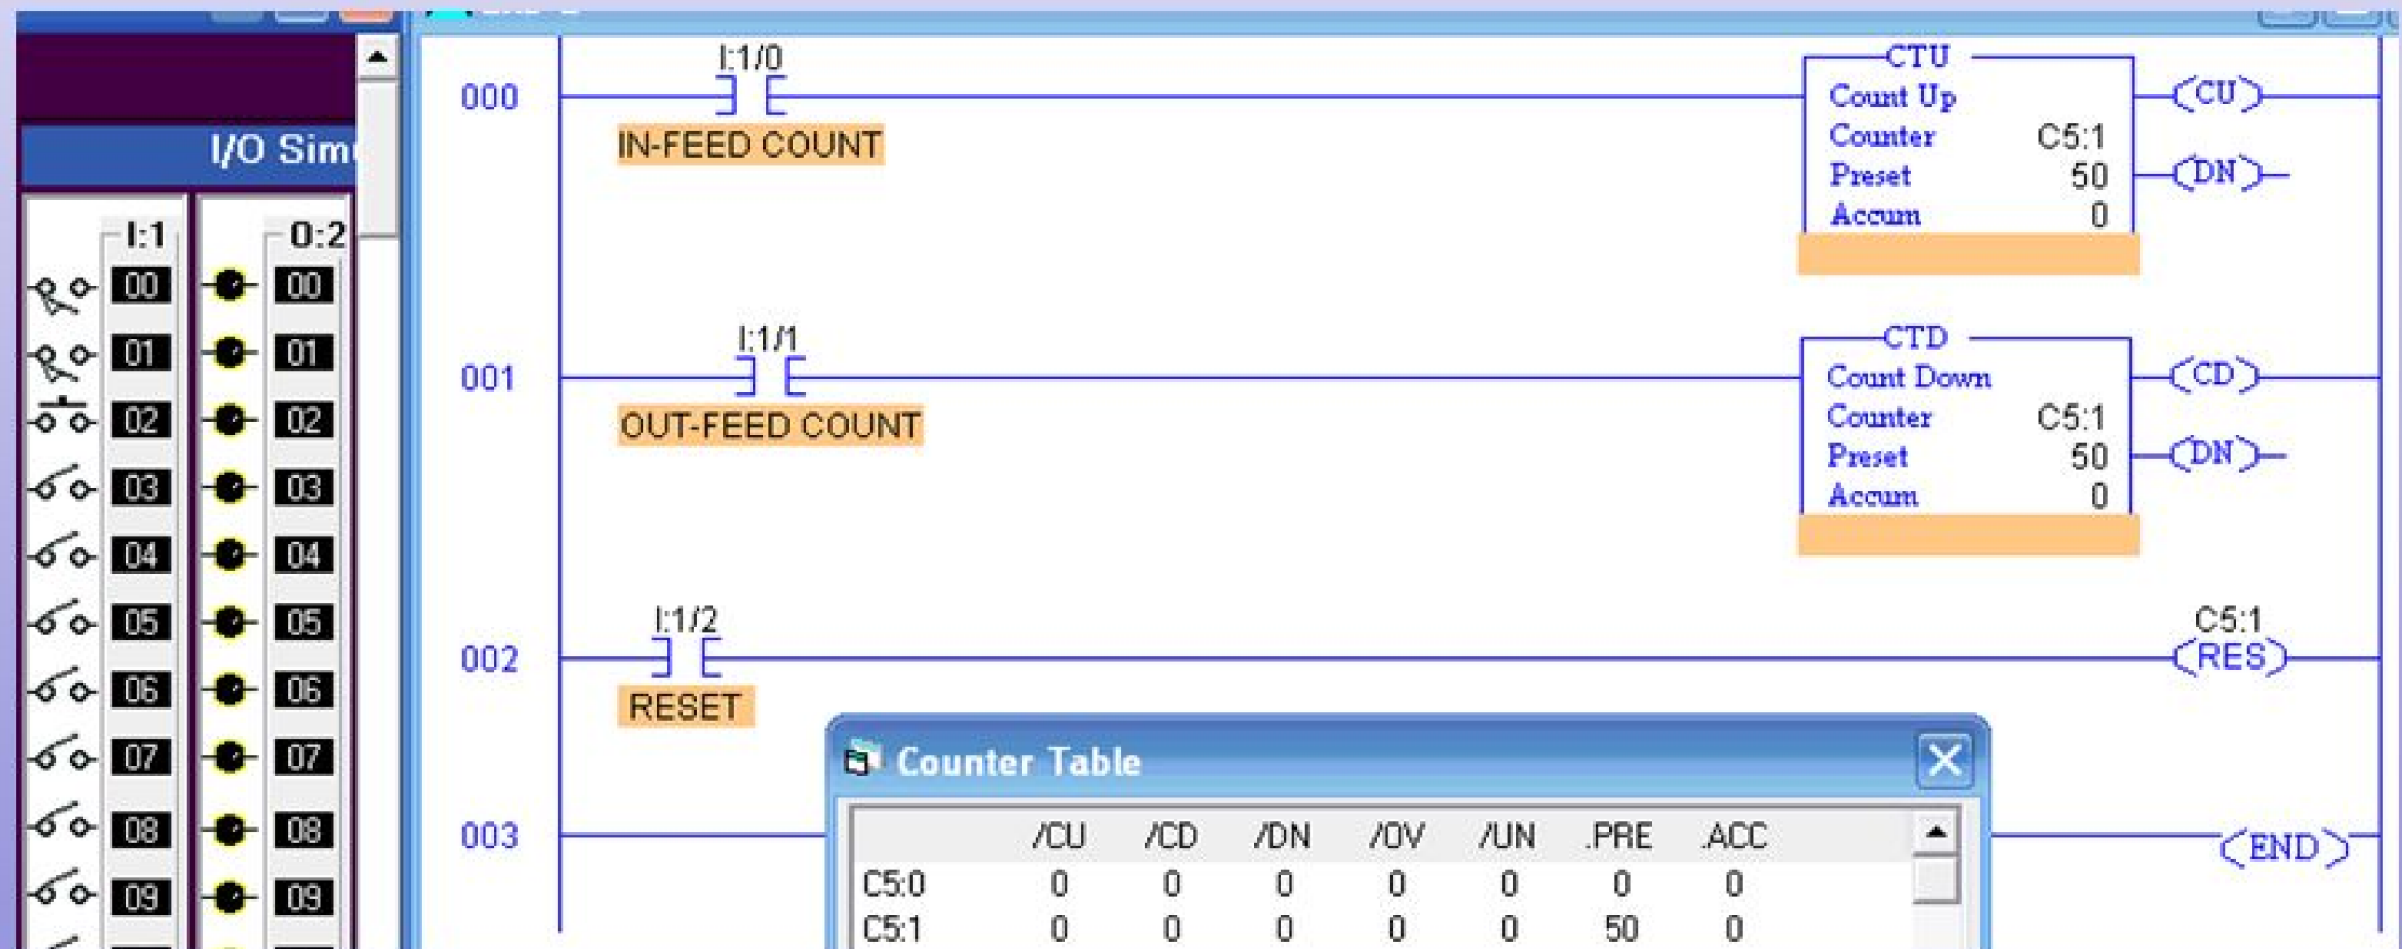 I/O Sim
I:1 O:2
00 00
01 01
02 02
03 03
04 04
05 05
06 06
07 07
08 08
09 09
000
I:1/0
IN-FEED COUNT
CTU
Count Up
Counter C5:1
Preset 50
Accum 0
(CU)
(DN)
001
I:1/1
OUT-FEED COUNT
CTD
Count Down
Counter C5:1
Preset 50
Accum 0
(CD)
(DN)
002
I:1/2
RESET
C5:1
(RES)
003
(END)
Counter Table
/CU /CD /DN /OV /UN .PRE .ACC
C5:0 0 0 0 0 0 0 0
C5:1 0 0 0 0 0 50 0